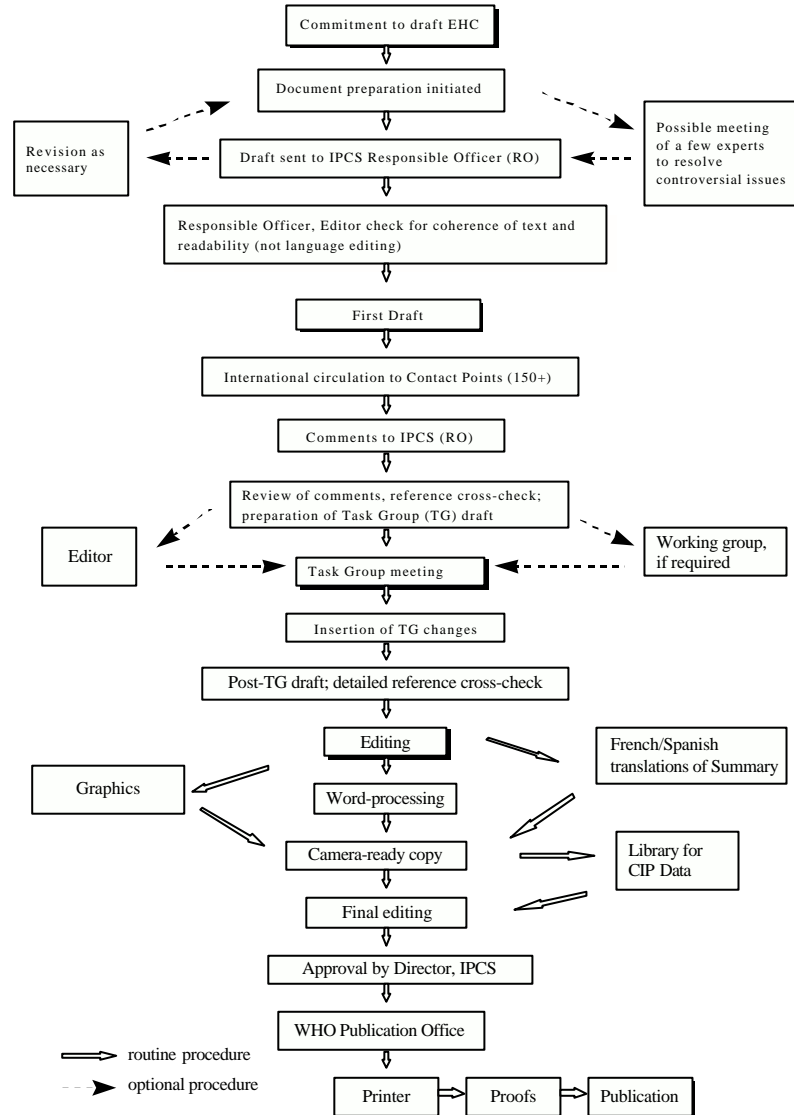 Commitment to draft EHC
Document preparation initiated
Revision as
necessary
Draft sent to IPCS Responsible Officer (RO)
Possible meeting
of a few experts
to resolve
controversial issues
Responsible Officer, Editor check for coherence of text and
readability (not language editing)
First Draft
International circulation to Contact Points (150+)
Comments to IPCS (RO)
Review of comments, reference cross-check;
preparation of Task Group (TG) draft
Editor
Working group,
if required
Task Group meeting
Insertion of TG changes
Post-TG draft; detailed reference cross-check
Editing
French/Spanish
translations of Summary
Graphics
Word-processing
Camera-ready copy
Library for
CIP Data
Final editing
Approval by Director, IPCS
WHO Publication Office
routine procedure
optional procedure
Printer
Proofs
Publication